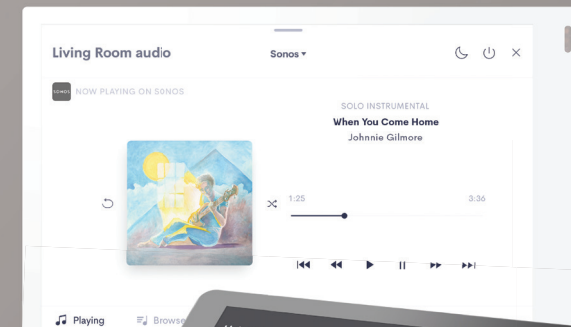 Living Room audio
Sonos
SONOS
NOW PLAYING ON SONOS
SOLO INSTRUMENTAL
When You Come Home
Johnnie Gilmore
1:25
3:36
Playing
Browse